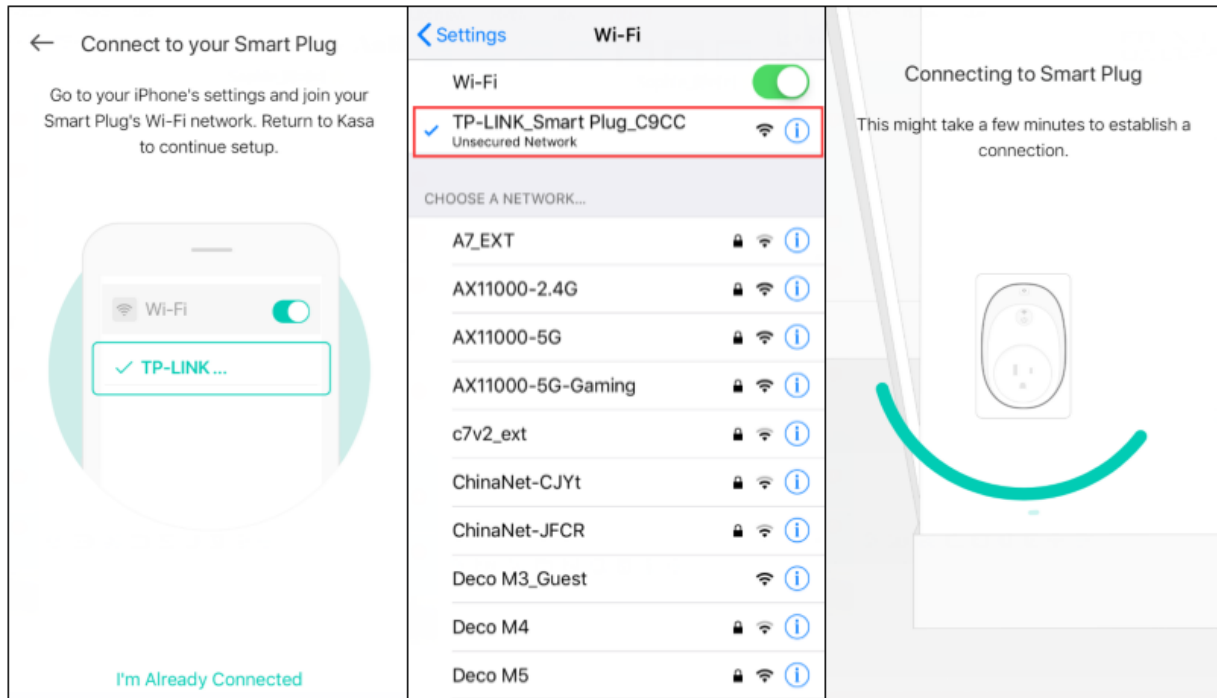 Connect to your Smart Plug
Go to your iPhone's settings and join your
Smart Plug's Wi-Fi network. Return to Kasa
to continue setup.
Wi-Fi
TP-LINK...
I'm Already Connected
Settings
Wi-Fi
Wi-Fi
TP-LINK_Smart Plug_C9CC
Unsecured Network
CHOOSE A NETWORK...
A7_EXT
AX11000-2.4G
AX11000-5G
AX11000-5G-Gaming
c7v2_ext
ChinaNet-CJYt
ChinaNet-JFCR
Deco M3_Guest
Deco M4
Deco M5
Connecting to Smart Plug
This might take a few minutes to establish a
connection.